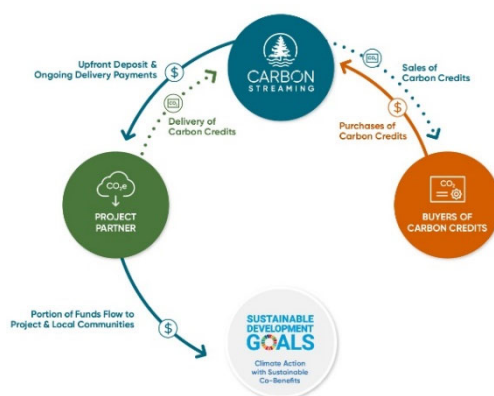 Upfront Deposit &
Ongoing Delivery Payments
$
CARBON
STREAMING
CO₂
Sales of
Carbon Credits
Delivery of
Carbon Credits
CO₂
$
Purchases of
Carbon Credits
CO₂e
PROJECT
PARTNER
CO₂
BUYERS OF
CARBON CREDITS
Portion of Funds Flow to
Project & Local Communities
$
SUSTAINABLE
DEVELOPMENT
GOALS
Climate Action
with Sustainable
Co-Benefits